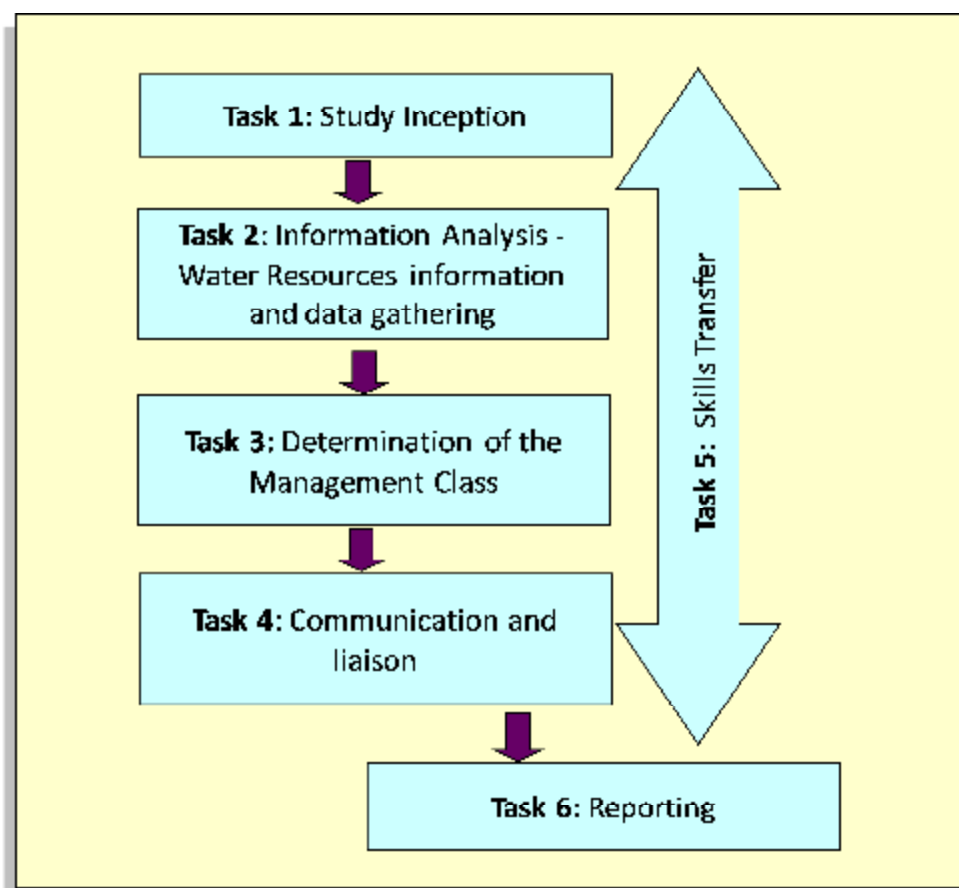 Task 1: Study Inception
Task 2: Information Analysis -
Water Resources information
and data gathering
Task 3: Determination of the
Management Class
Task 4: Communication and
liaison
Task 5: Skills Transfer
Task 6: Reporting